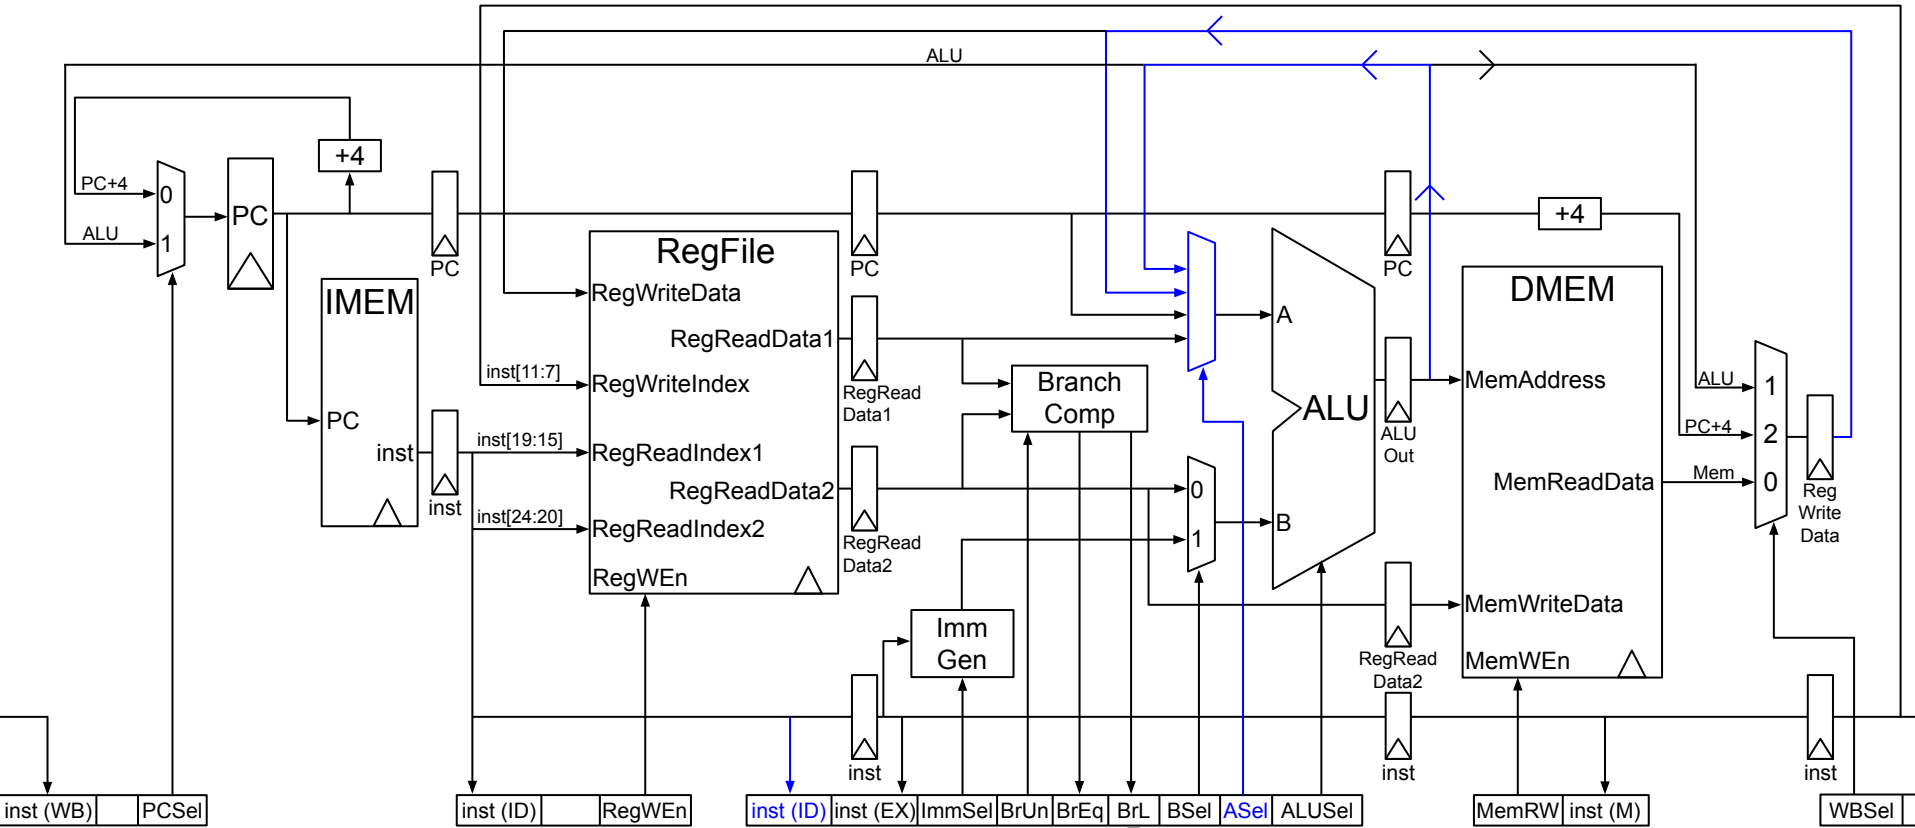 ALU
+4
PC+4
0
PC
ALU
1
PC
PC
PC
+4
IMEM
PC
inst
inst
RegFile
RegWriteData
RegReadData1
inst[11:7]
RegWriteIndex
inst[19:15]
RegReadIndex1
RegReadData2
inst[24:20]
RegReadIndex2
RegWEn
RegRead
Data1
RegRead
Data2
Branch
Comp
Imm
Gen
0
1
A
ALU
B
ALU
Out
DMEM
MemAddress
MemReadData
MemWriteData
MemWEn
RegRead
Data2
ALU
1
PC+4
2
Mem
0
Reg
Write
Data
inst
inst
inst
inst (WB)
PCSel
inst (ID)
RegWEn
inst (ID)
inst (EX)
ImmSel
BrUn
BrEq
BrL
BSel
ASel
ALUSel
MemRW
inst (M)
WBSel